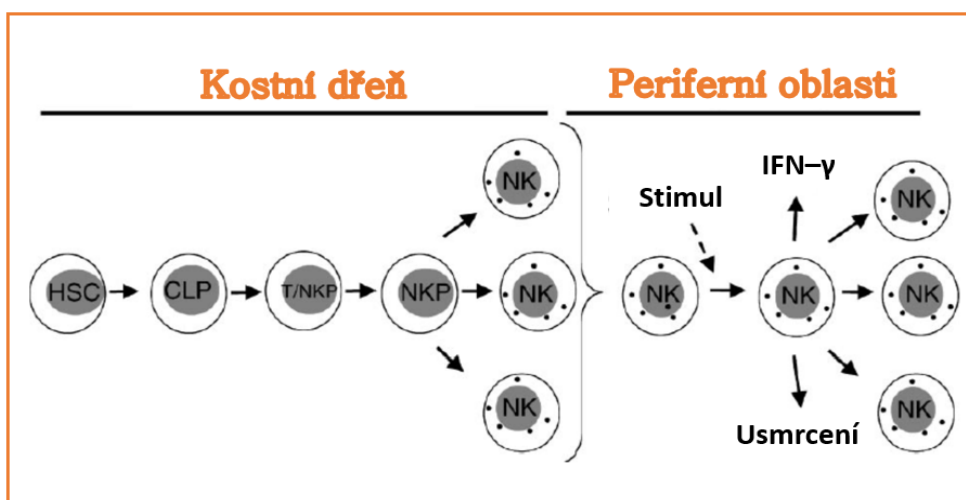 Kostní dřeň
Periferní oblasti
IFN–γ
Stimul
NK
NK
HSC
CLP
T/NKP
NKP
NK
NK
NK
NK
NK
NK
Usmrcení